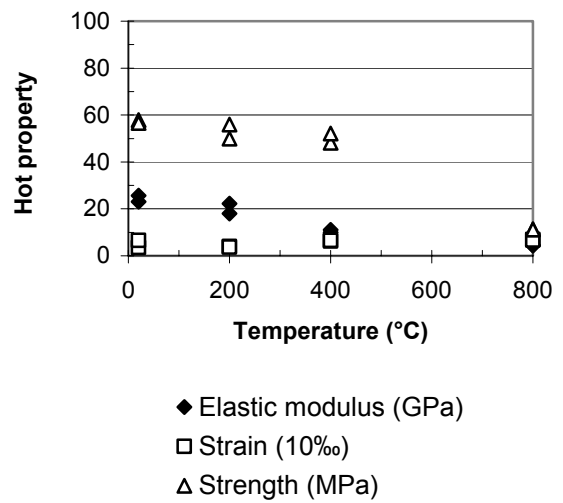 100
80
60
40
20
0
Hot property
0 200 400 600 800
Temperature (°C)
Elastic modulus (GPa)
Strain (10‰)
Strength (MPa)